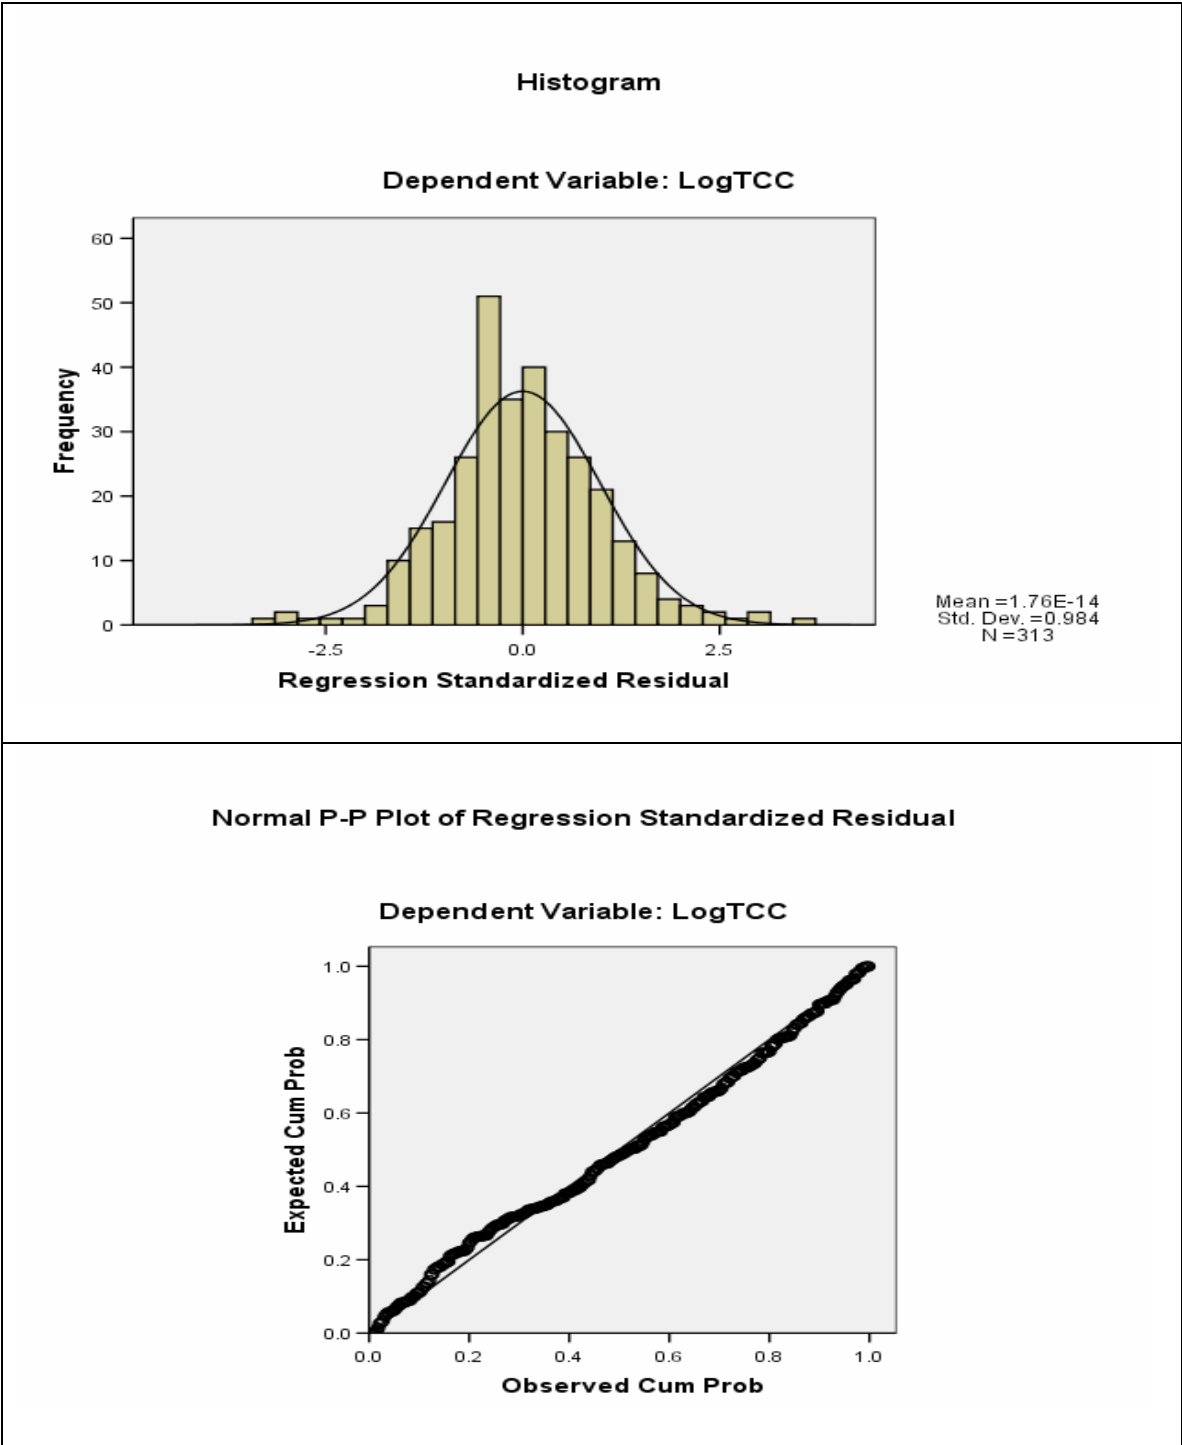 Histogram
Dependent Variable: LogTCC
60
50
40
30
20
10
0
Frequency
-2.5 0.0 2.5
Regression Standardized Residual
Mean =1.76E-14
Std. Dev. =0.984
N =313
Normal P-P Plot of Regression Standardized Residual
Dependent Variable: LogTCC
1.0
0.8
0.6
0.4
0.2
0.0
Expected Cum Prob
0.0 0.2 0.4 0.6 0.8 1.0
Observed Cum Prob